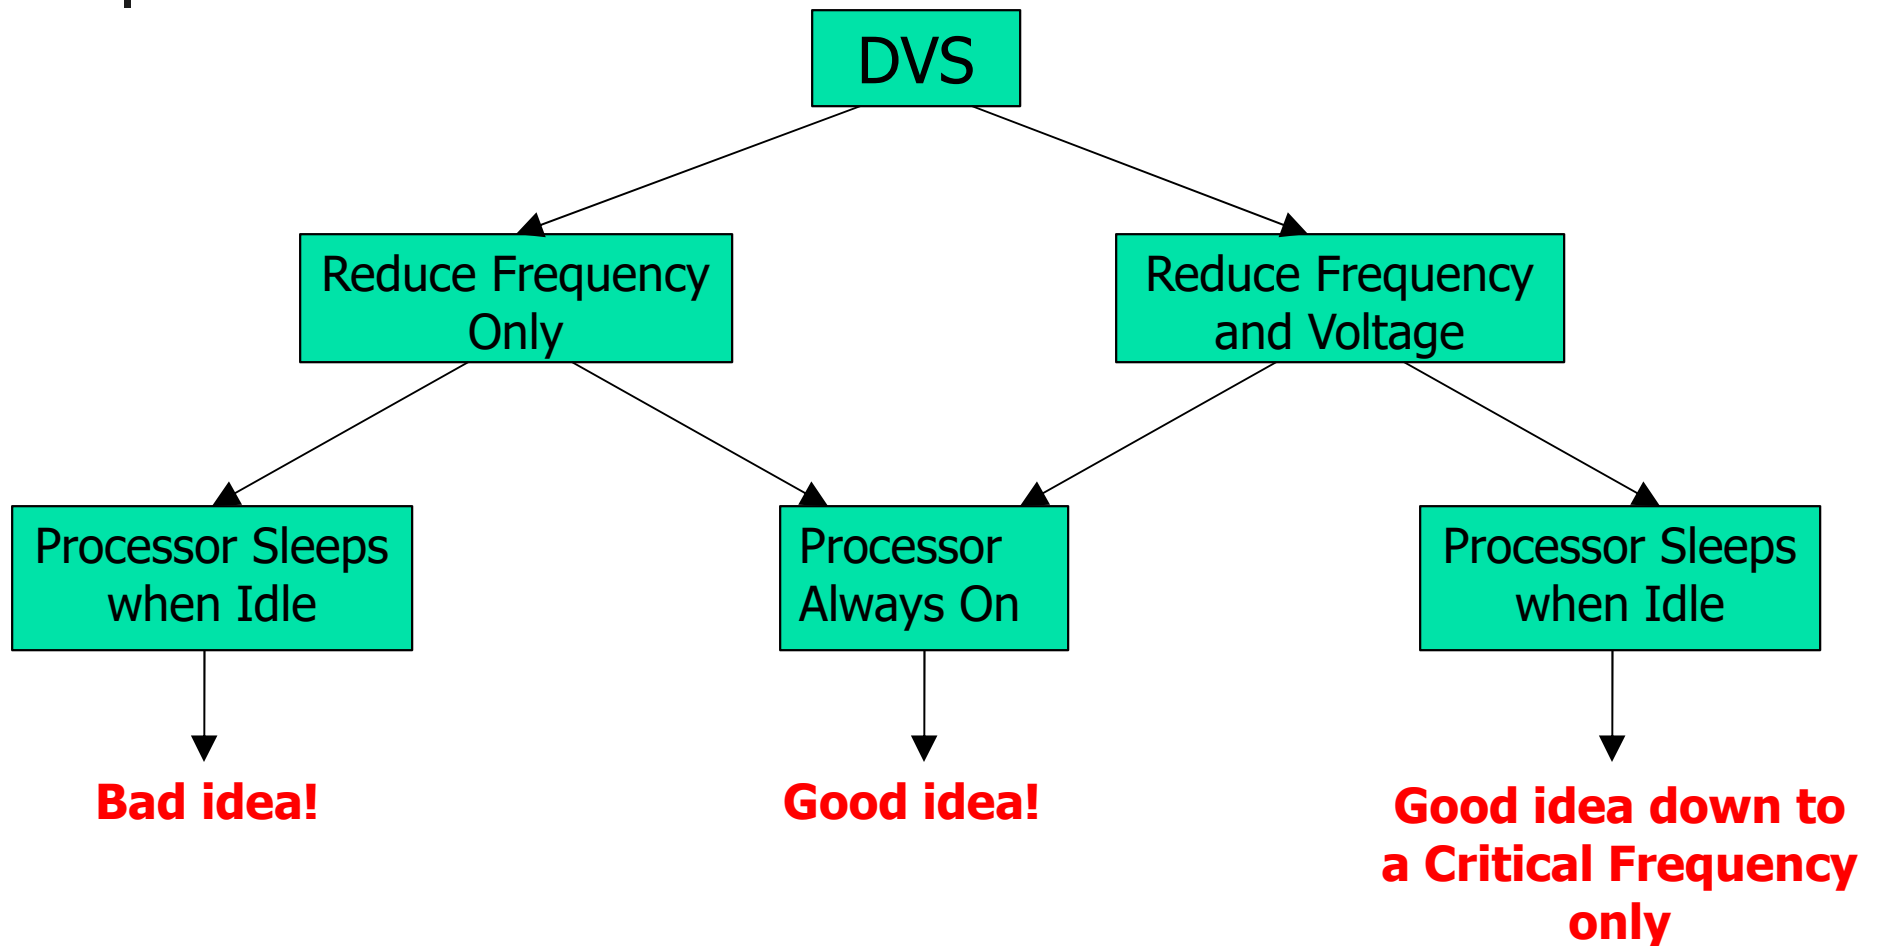 DVS
Reduce Frequency
Only
Reduce Frequency
and Voltage
Processor Sleeps
when Idle
Processor
Always On
Processor Sleeps
when Idle
Bad idea!
Good idea!
Good idea down to
a Critical Frequency
only